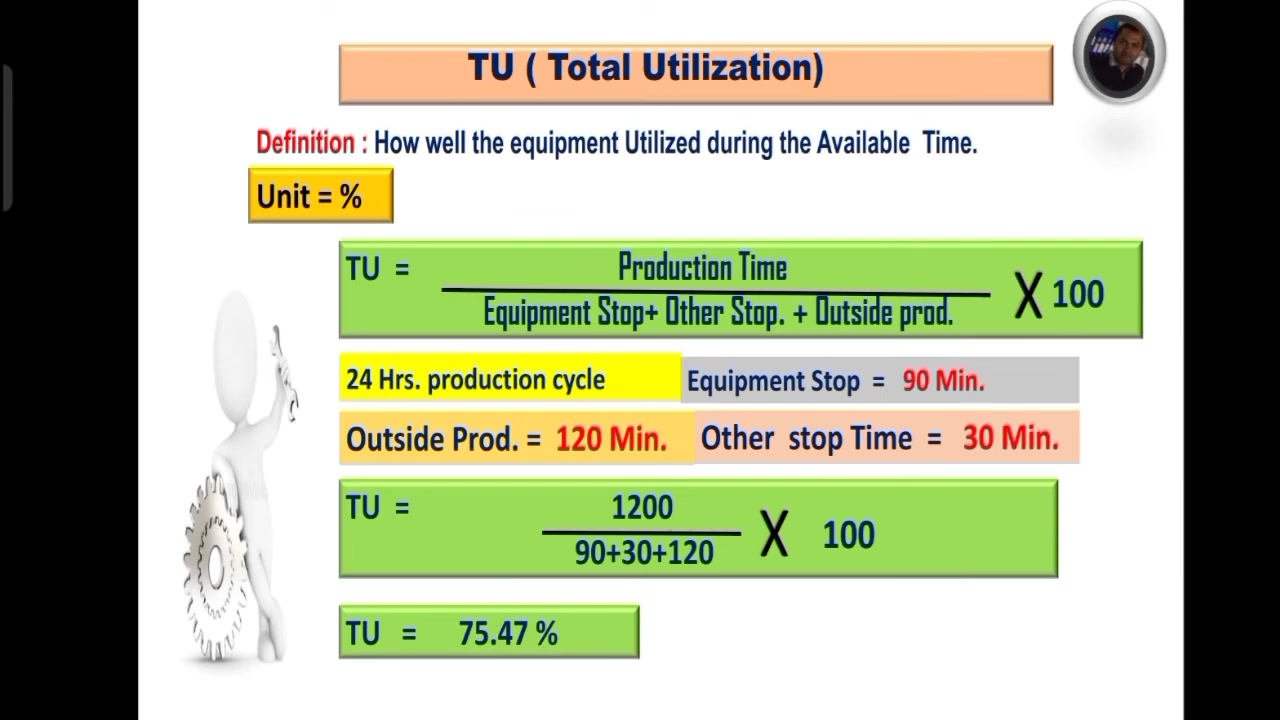 TU ( Total Utilization)
Definition : How well the equipment Utilized during the Available Time.
Unit = %
TU = Production Time
Equipment Stop+ Other Stop. + Outside prod.
X 100
24 Hrs. production cycle
Equipment Stop = 90 Min.
Outside Prod. = 120 Min.
Other stop Time = 30 Min.
TU = 1200
90+30+120
X 100
TU = 75.47 %